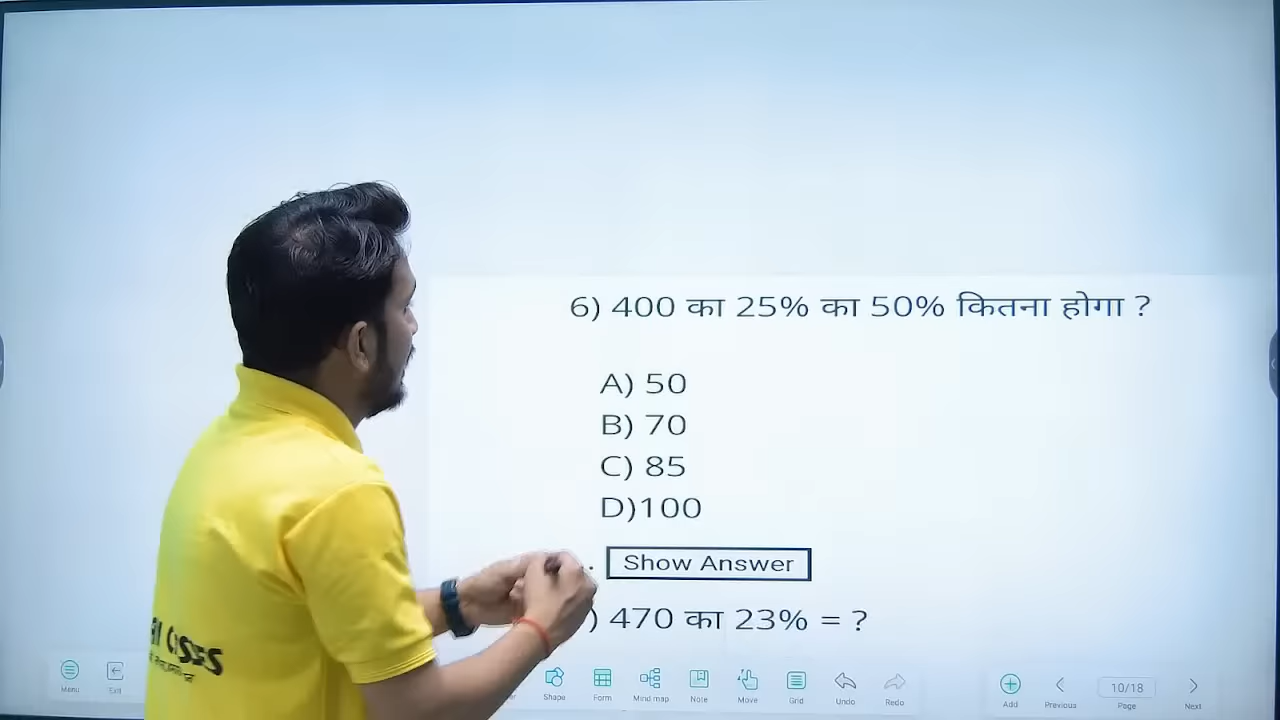 6) 400 का 25% का 50% कितना होगा ?
A) 50
B) 70
C) 85
D)100
. Show Answer
) 470 का 23% = ?
Menu
Exit
Shape
Form
Mind map
Note
Move
Grid
Undo
Redo
Add
Previous
10/18
Page
Next